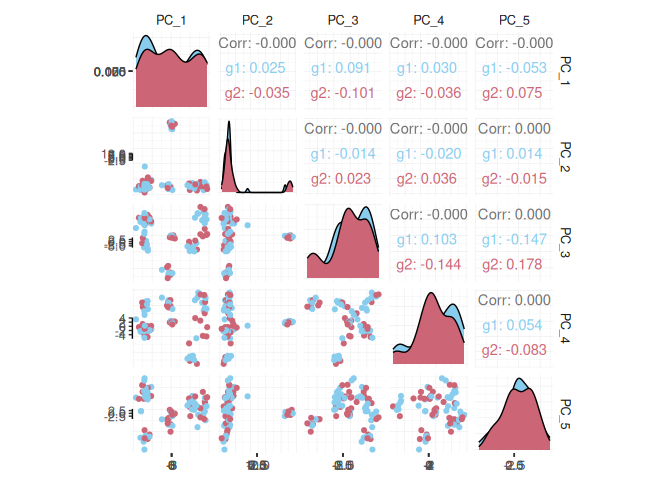 PC_1 PC_2 PC_3 PC_4 PC_5
Corr: -0.000 Corr: -0.000 Corr: -0.000 Corr: -0.000
g1: 0.025 g1: 0.091 g1: 0.030 g1: -0.053
g2: -0.035 g2: -0.101 g2: -0.036 g2: 0.075
PC_1
Corr: -0.000 Corr: -0.000 Corr: 0.000
g1: -0.014 g1: -0.020 g1: 0.014
g2: 0.023 g2: 0.036 g2: -0.015
PC_2
Corr: -0.000 Corr: 0.000
g1: 0.103 g1: -0.147
g2: -0.144 g2: 0.178
PC_3
Corr: 0.000
g1: 0.054
g2: -0.083
PC_4
PC_5